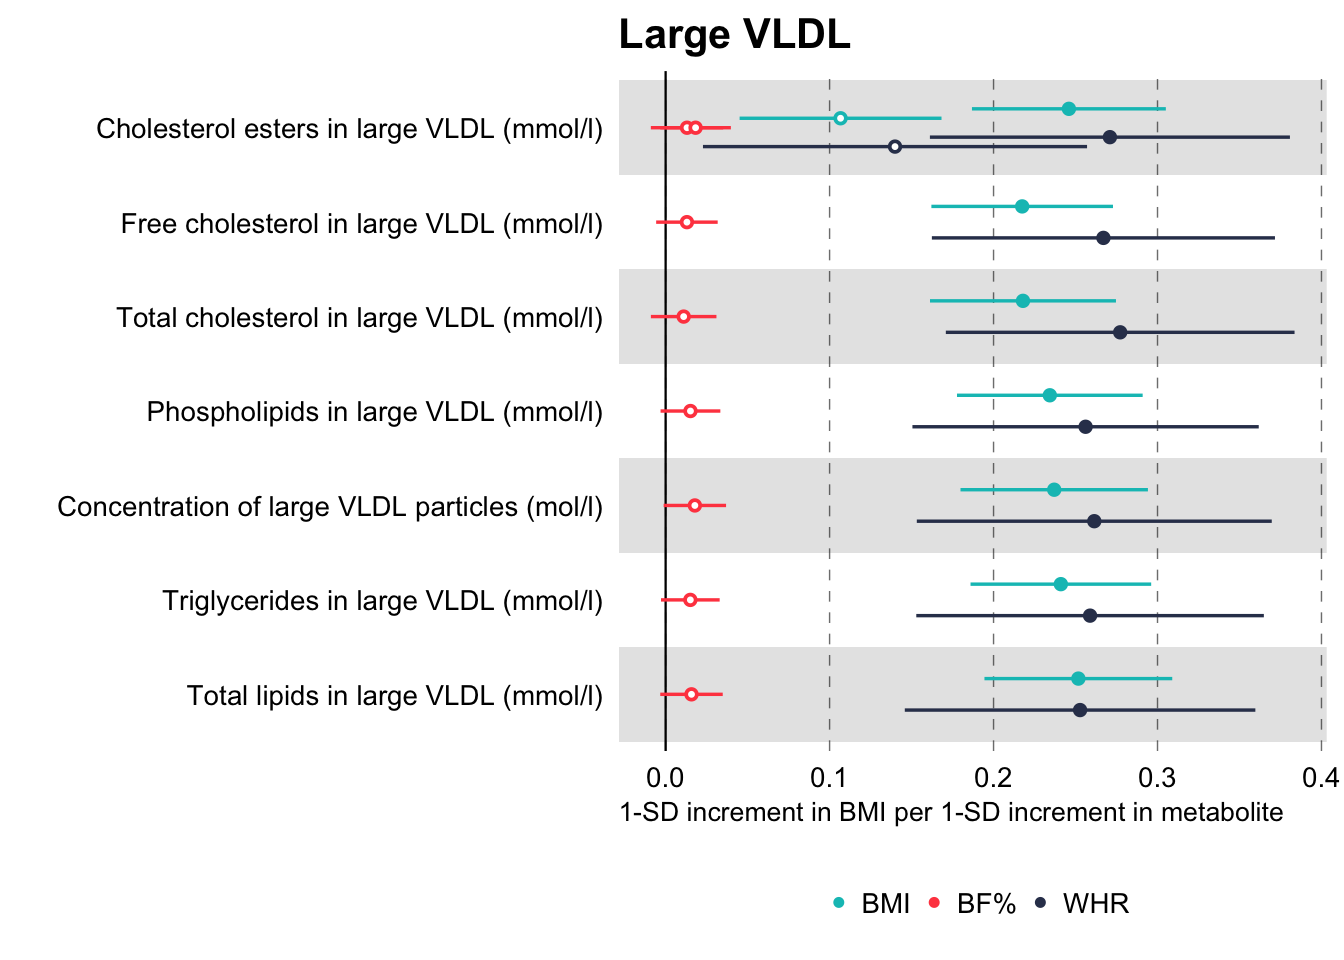 Large VLDL
Cholesterol esters in large VLDL (mmol/l)
Free cholesterol in large VLDL (mmol/l)
Total cholesterol in large VLDL (mmol/l)
Phospholipids in large VLDL (mmol/l)
Concentration of large VLDL particles (mol/l)
Triglycerides in large VLDL (mmol/l)
Total lipids in large VLDL (mmol/l)
0.0 0.1 0.2 0.3 0.4
1-SD increment in BMI per 1-SD increment in metabolite
BMI BF% WHR